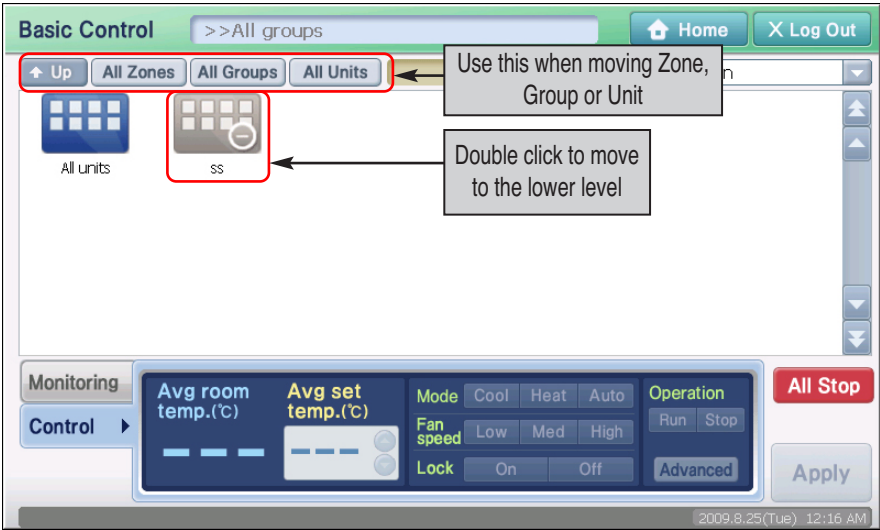 Basic Control >>All groups Home X Log Out
Up All Zones All Groups All Units n
Use this when moving Zone,
Group or Unit
All units ss
Double click to move
to the lower level
Monitoring
Control
Avg room
temp.(℃)
Avg set
temp.(℃)
Mode Cool Heat Auto
Fan
speed Low Med High
Lock On Off
Operation
Run Stop
Advanced
All Stop
Apply
2009.8.25(Tue) 12:16 AM